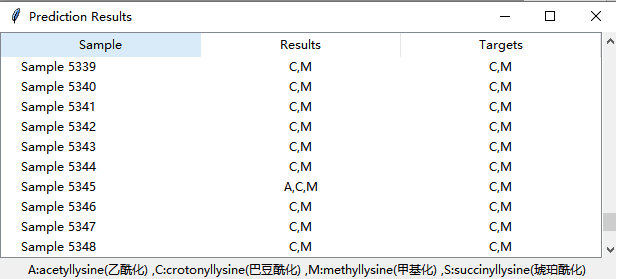 Prediction Results
Sample Results Targets
Sample 5339 C,M C,M
Sample 5340 C,M C,M
Sample 5341 C,M C,M
Sample 5342 C,M C,M
Sample 5343 C,M C,M
Sample 5344 C,M C,M
Sample 5345 A,C,M C,M
Sample 5346 C,M C,M
Sample 5347 C,M C,M
Sample 5348 C,M C,M
A:acetyllysine(乙酰化) ,C:crotonyllysine(巴豆酰化) ,M:methyllysine(甲基化) ,S:succinyllysine(琥珀酰化)